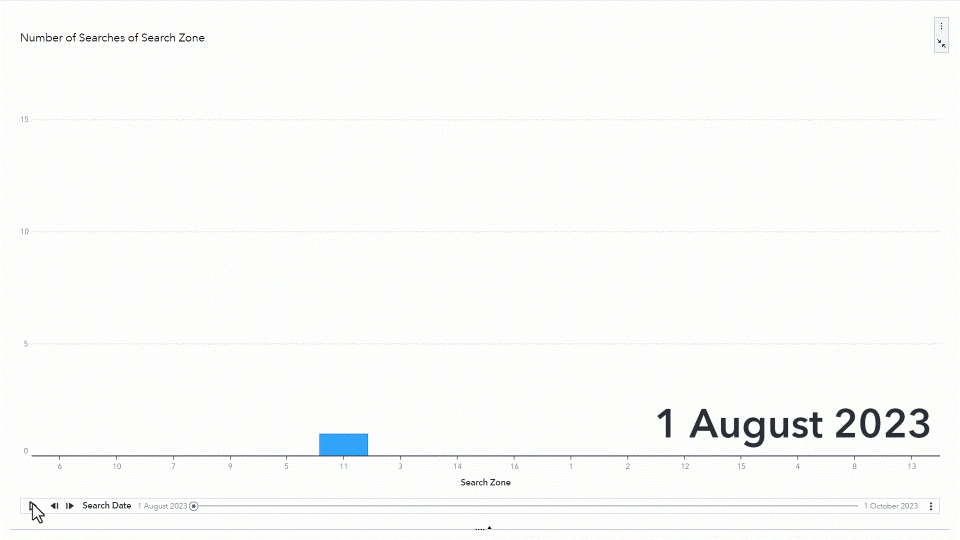 Number of Searches of Search Zone
15
10
5
0
1 August 2023
6 10 7 9 5 11 3 14 16 1 2 12 15 4 8 13
Search Zone
Search Date 1 August 2023 1 October 2023